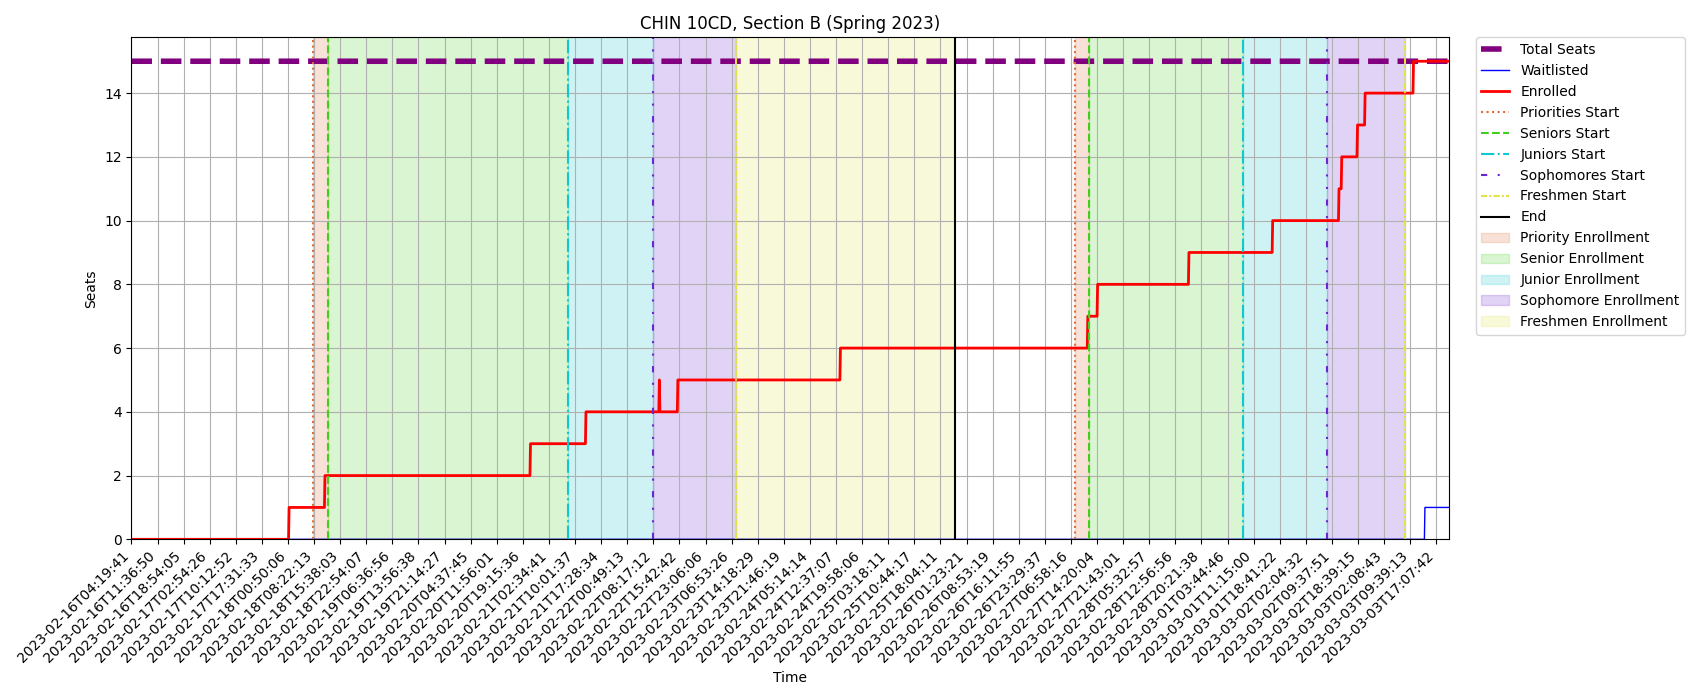 CHIN 10CD, Section B (Spring 2023)
Total Seats
Waitlisted
Enrolled
Priorities Start
Seniors Start
Juniors Start
Sophomores Start
Freshmen Start
End
Priority Enrollment
Senior Enrollment
Junior Enrollment
Sophomore Enrollment
Freshmen Enrollment
Seats
14
12
10
8
6
4
2
0
2023-02-16T04:19:41
2023-02-16T11:36:50
2023-02-16T18:54:05
2023-02-17T02:54:26
2023-02-17T10:12:52
2023-02-17T17:31:33
2023-02-18T00:50:06
2023-02-18T08:22:13
2023-02-18T15:38:03
2023-02-18T22:54:07
2023-02-19T06:36:56
2023-02-19T13:56:38
2023-02-19T21:14:27
2023-02-20T04:37:45
2023-02-20T11:56:01
2023-02-20T19:15:36
2023-02-21T02:34:41
2023-02-21T10:01:37
2023-02-21T17:28:34
2023-02-22T00:49:13
2023-02-22T08:17:12
2023-02-22T15:42:42
2023-02-22T23:06:06
2023-02-23T06:53:26
2023-02-23T14:18:29
2023-02-23T21:46:19
2023-02-24T05:14:14
2023-02-24T12:37:07
2023-02-24T19:58:06
2023-02-25T03:18:11
2023-02-25T10:44:17
2023-02-25T18:04:11
2023-02-26T01:23:21
2023-02-26T08:53:19
2023-02-26T16:11:55
2023-02-26T23:29:37
2023-02-27T06:58:16
2023-02-27T14:20:04
2023-02-27T21:43:01
2023-02-28T05:32:57
2023-02-28T12:56:56
2023-02-28T20:21:38
2023-03-01T03:44:46
2023-03-01T11:15:00
2023-03-01T18:41:22
2023-03-02T02:04:32
2023-03-02T09:37:51
2023-03-02T18:39:15
2023-03-03T02:08:43
2023-03-03T09:39:13
2023-03-03T17:07:42
Time